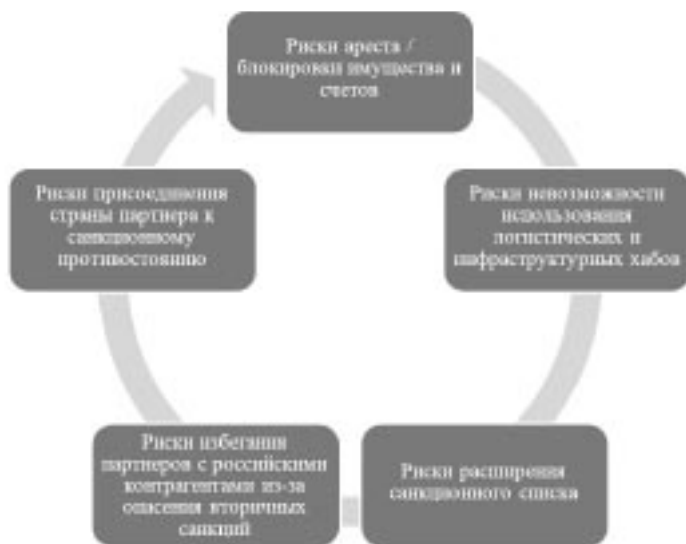 Риски ареста /
блокировки имущества и
счетов
Риски невозможности
использования
логистических и
инфраструктурных хабов
Риски расширения
санкционного списка
Риски избегания
партнеров с российскими
контрагентами из-за
опасения вторичных
санкций
Риски присоединения
страны партнера к
санкционному
противостоянию